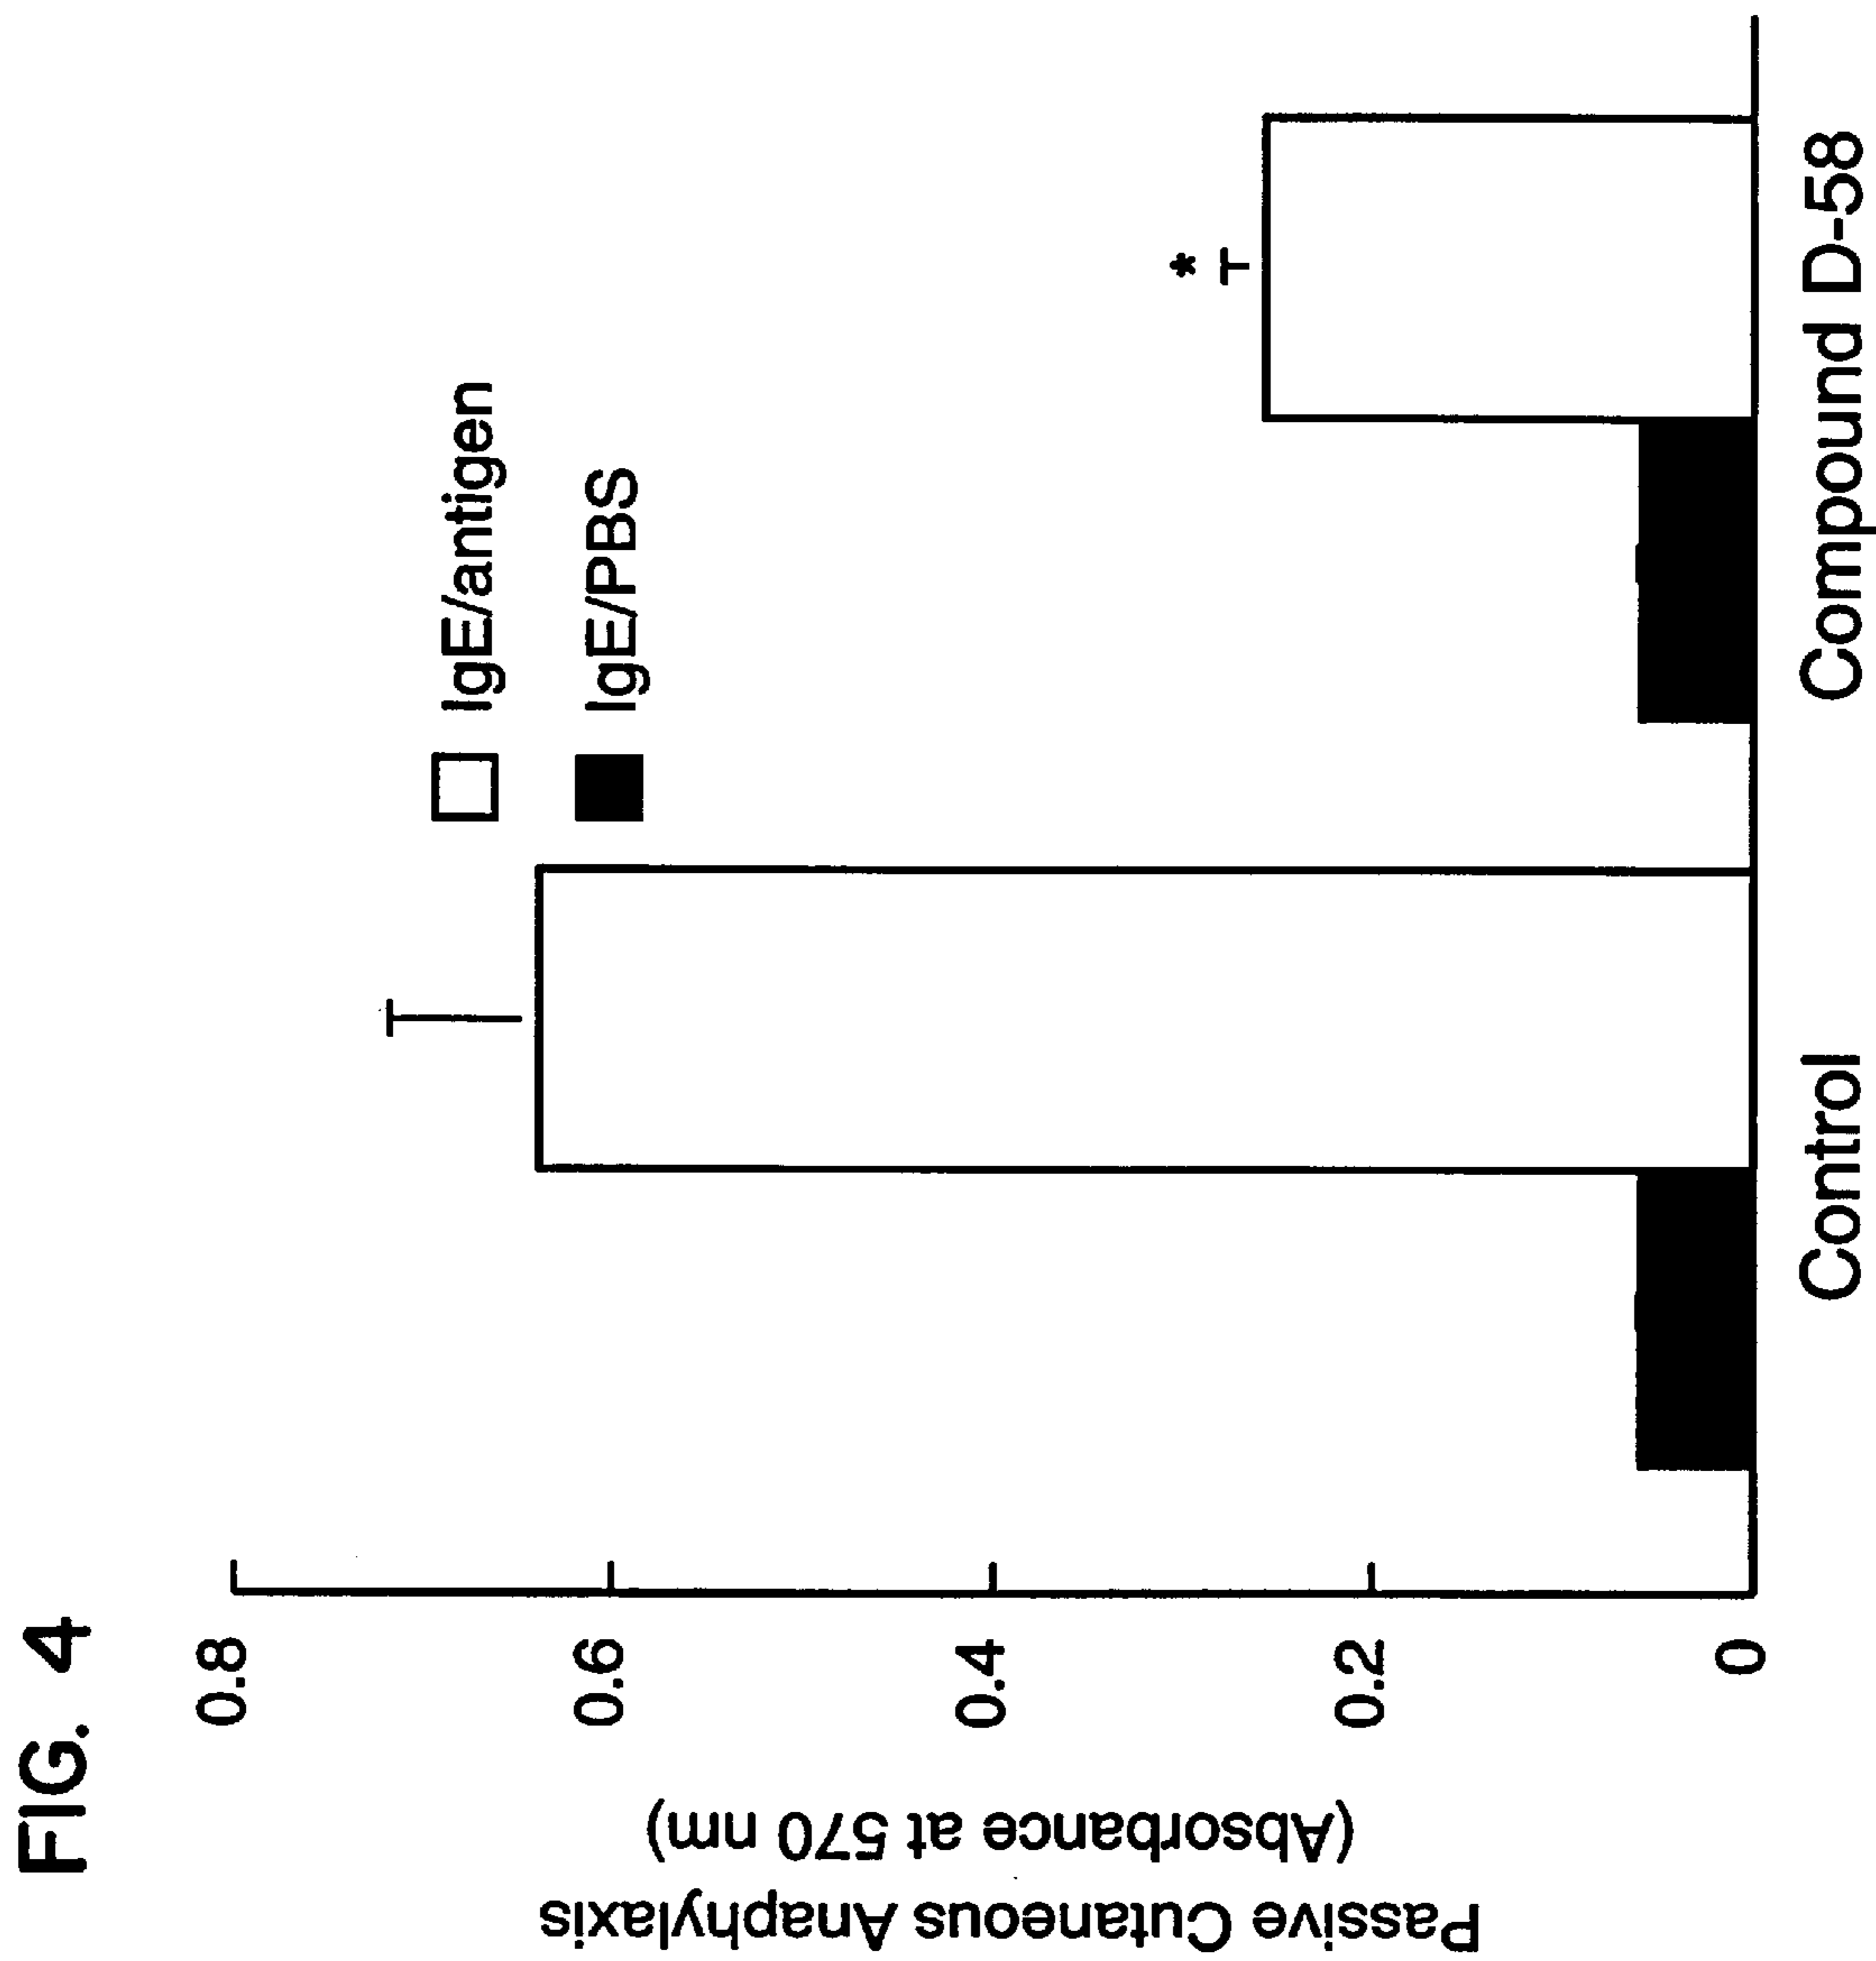 FIG. 4
Passive Cutaneous Anaphylaxis
(Absorbance at 570 nm)
0.8
0.6
0.4
0.2
0
IgE/antigen
IgE/PBS
*
Control
Compound D-58